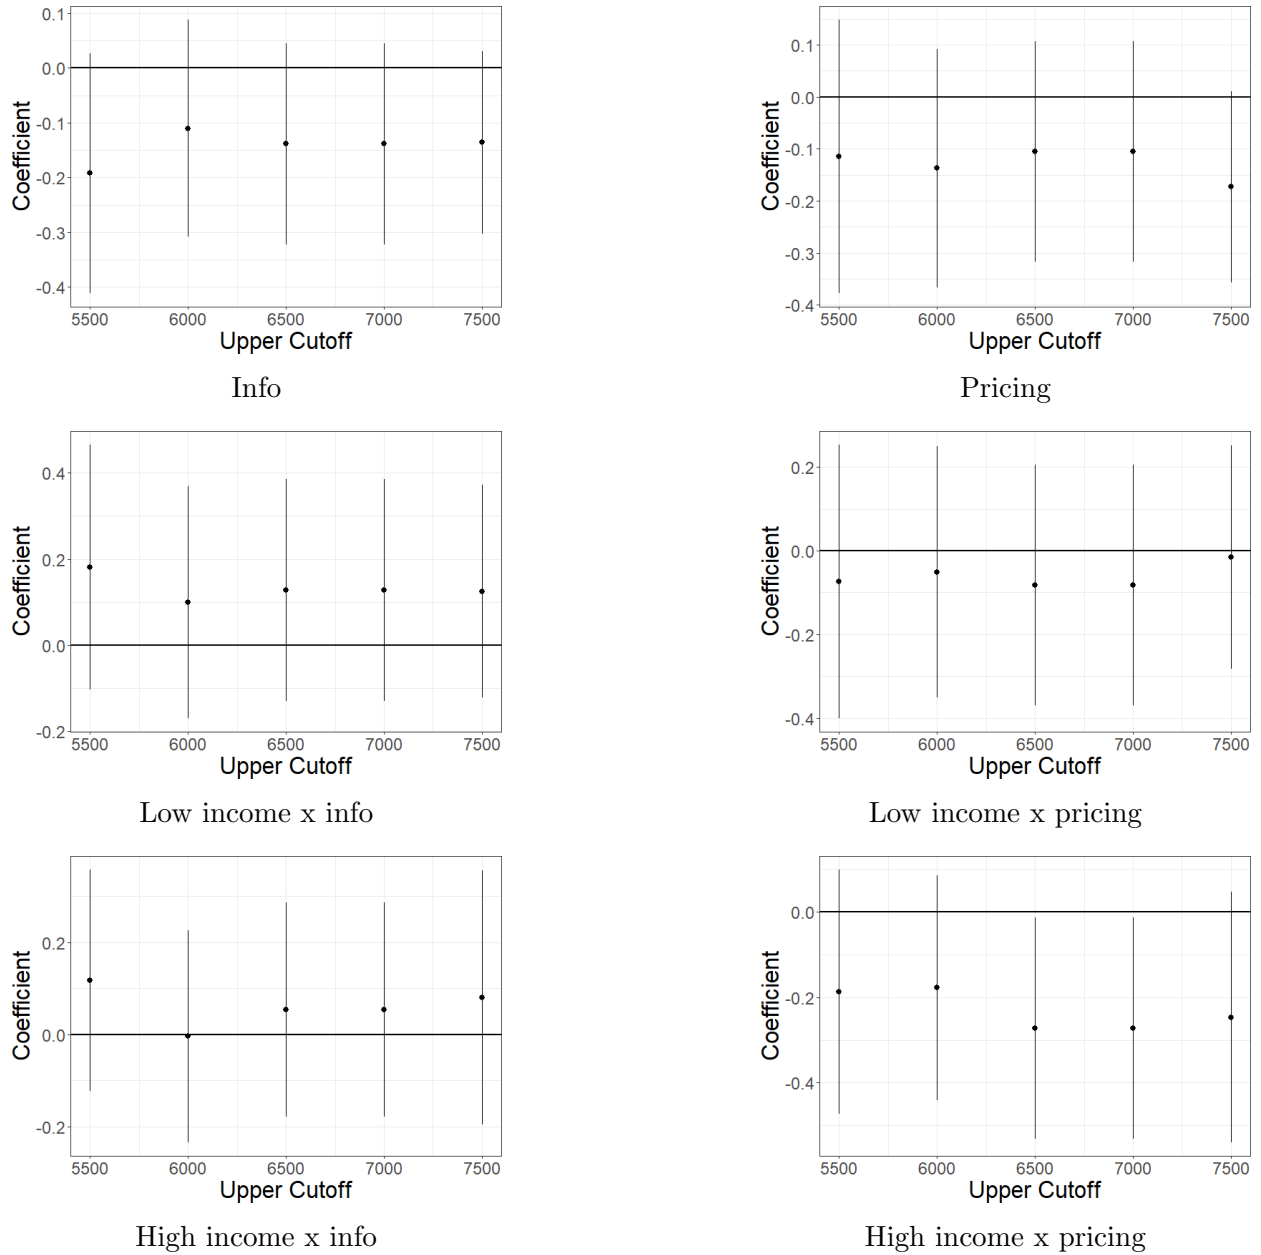 0.1
0.0
-0.1
-0.2
-0.3
-0.4
Coefficient
5500 6000 6500 7000 7500
Upper Cutoff
Info
0.1
0.0
-0.1
-0.2
-0.3
-0.4
Coefficient
5500 6000 6500 7000 7500
Upper Cutoff
Pricing
0.4
0.2
0.0
-0.2
Coefficient
5500 6000 6500 7000 7500
Upper Cutoff
Low income x info
0.2
0.0
-0.2
-0.4
Coefficient
5500 6000 6500 7000 7500
Upper Cutoff
Low income x pricing
0.2
0.0
-0.2
Coefficient
5500 6000 6500 7000 7500
Upper Cutoff
High income x info
0.0
-0.2
-0.4
Coefficient
5500 6000 6500 7000 7500
Upper Cutoff
High income x pricing